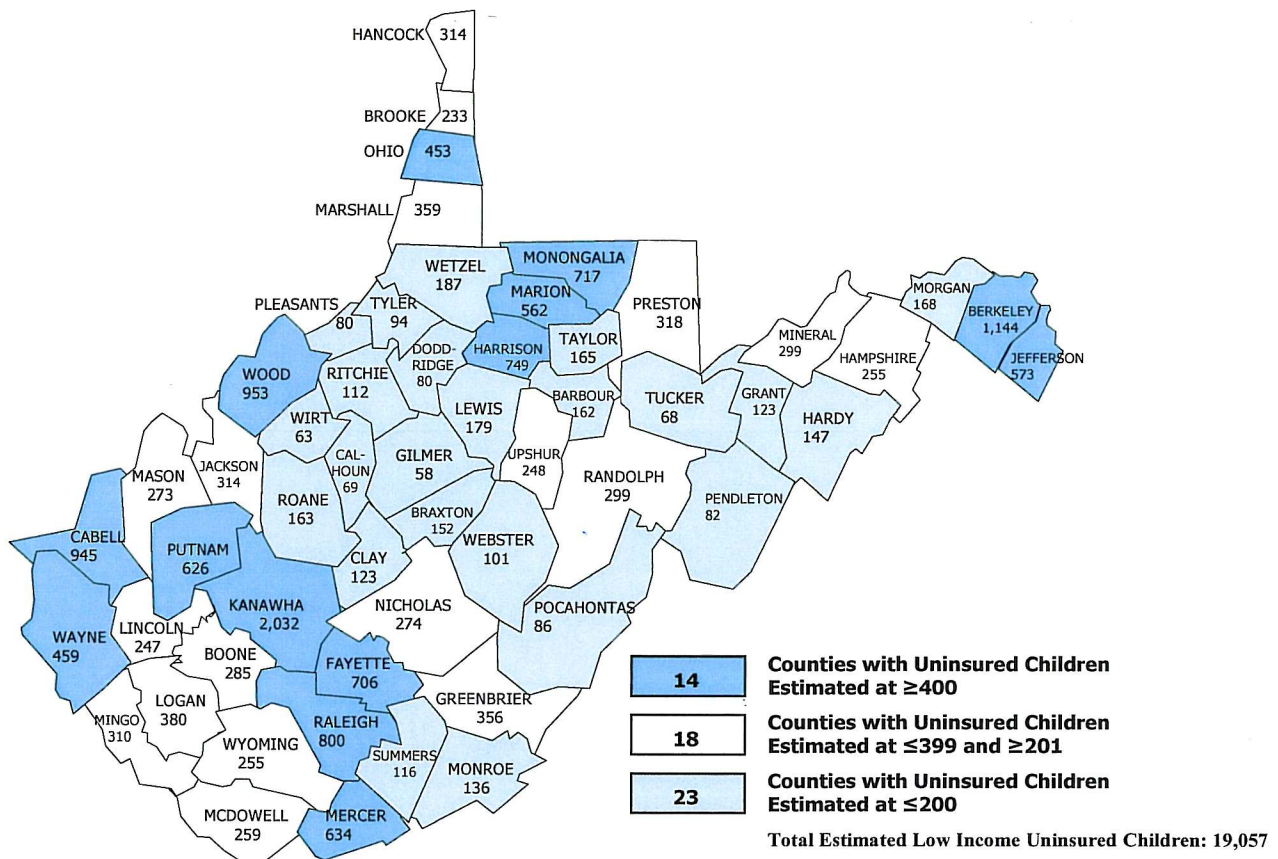 HANCOCK 314
BROOKE 233
OHIO 453
MARSHALL 359
WETZEL
187
MONONGALIA
717
MARION
562
PRESTON
318
PLEASANTS
80
TYLER
94
DODD-
RIDGE
80
HARRISON
749
TAYLOR
165
MINERAL
299
HAMPSHIRE
255
MORGAN
168
BERKELEY
1,144
JEFFERSON
573
WOOD
953
RITCHIE
112
WIRT
63
LEWIS
179
BARBOUR
162
TUCKER
68
GRANT
123
HARDY
147
MASON
273
JACKSON
314
ROANE
163
CAL-
HOUN
69
GILMER
58
UPSHUR
248
RANDOLPH
299
PENDLETON
82
BRAXTON
152
WEBSTER
101
CABELL
945
PUTNAM
626
CLAY
123
KANAWHA
2,032
NICHOLAS
274
POCAHONTAS
86
WAYNE
459
LINCOLN
247
BOONE
285
FAYETTE
706
GREENBRIER
356
LOGAN
380
MINGO
310
WYOMING
255
RALEIGH
800
SUMMERS
116
MONROE
136
MCDOWELL
259
MERCER
634
14 Counties with Uninsured Children
Estimated at ≥400
18 Counties with Uninsured Children
Estimated at ≤399 and ≥201
23 Counties with Uninsured Children
Estimated at ≤200
Total Estimated Low Income Uninsured Children: 19,057